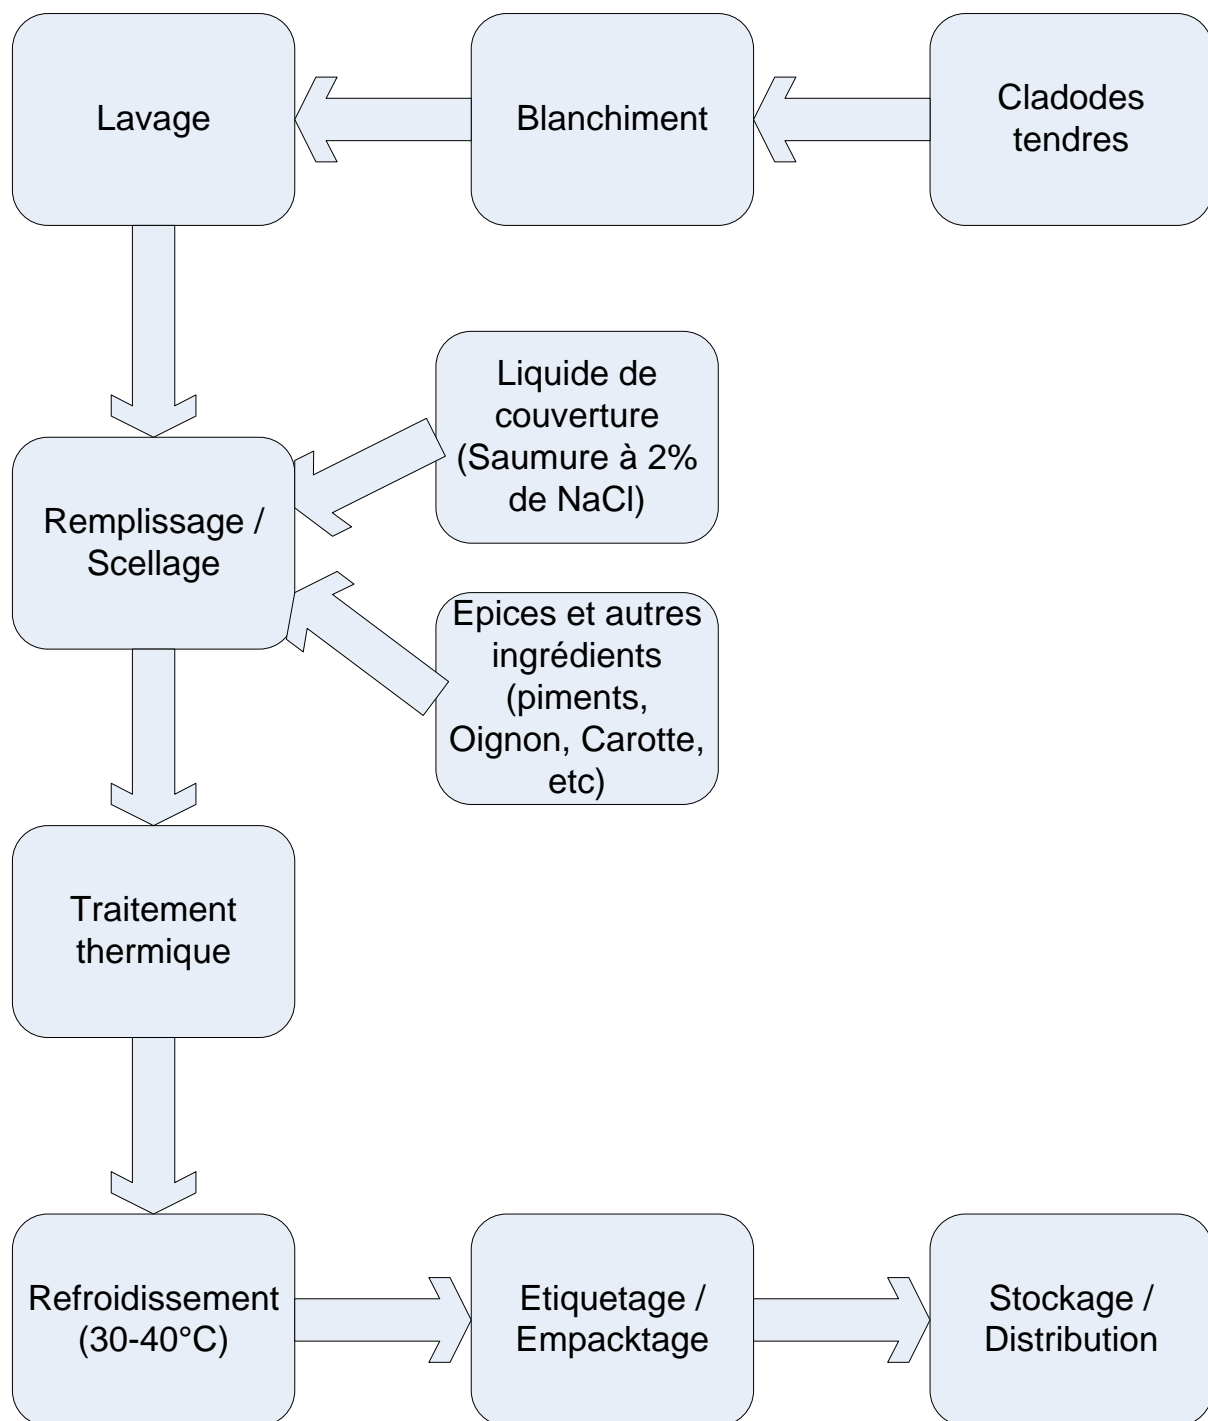 Lavage
Blanchiment
Cladodes
tendres
Liquide de
couverture
(Saumure à 2%
de NaCl)
Remplissage /
Scellage
Epices et autres
ingrédients
(piments,
Oignon, Carotte,
etc)
Traitement
thermique
Refroidissement
(30-40°C)
Etiquetage /
Empacktage
Stockage /
Distribution